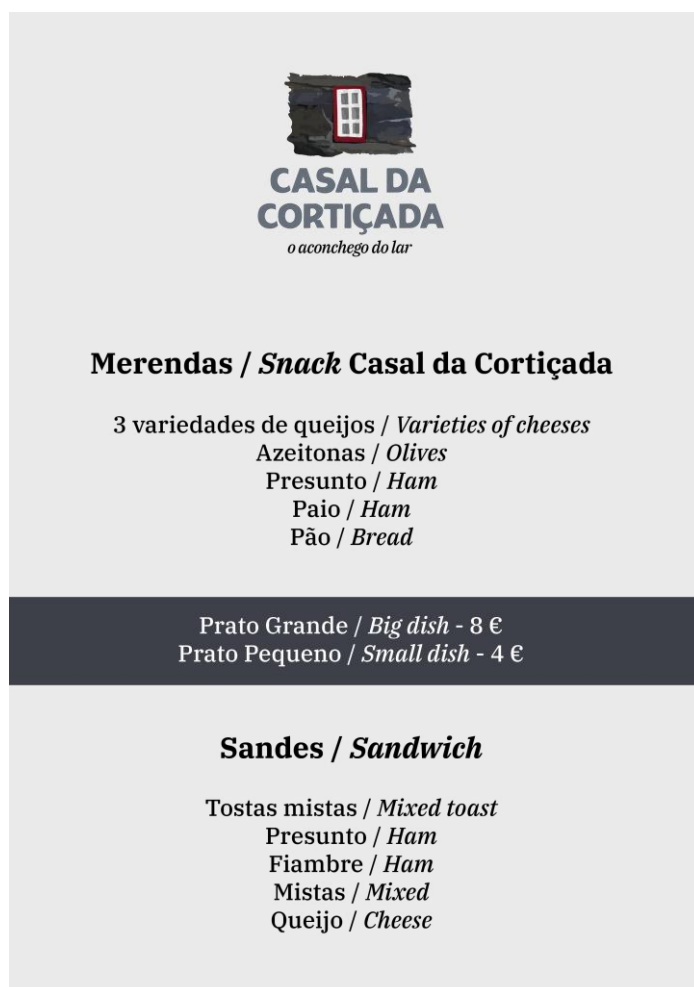 CASAL DA
CORTIÇADA
o aconchego do lar
Merendas / Snack Casal da Cortiçada
3 variedades de queijos / Varieties of cheeses
Azeitonas / Olives
Presunto / Ham
Paio / Ham
Pão / Bread
Prato Grande / Big dish - 8 €
Prato Pequeno / Small dish - 4 €
Sandes / Sandwich
Tostas mistas / Mixed toast
Presunto / Ham
Fiambre / Ham
Mistas / Mixed
Queijo / Cheese